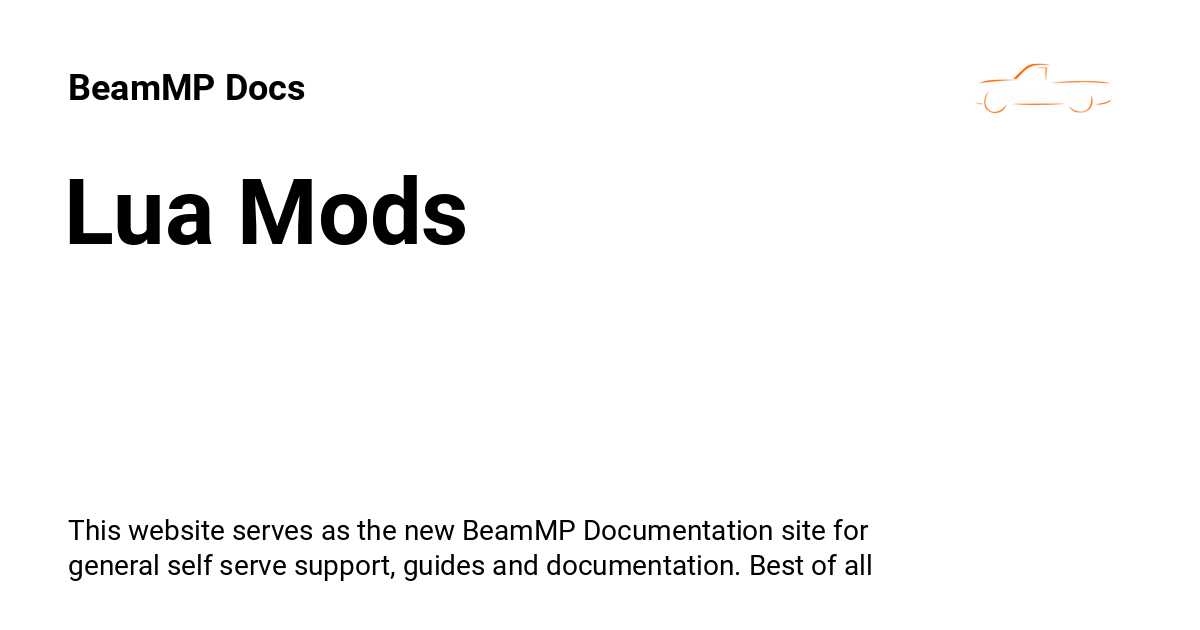 BeamMP Docs
Lua Mods
This website serves as the new BeamMP Documentation site for
general self serve support, guides and documentation. Best of all